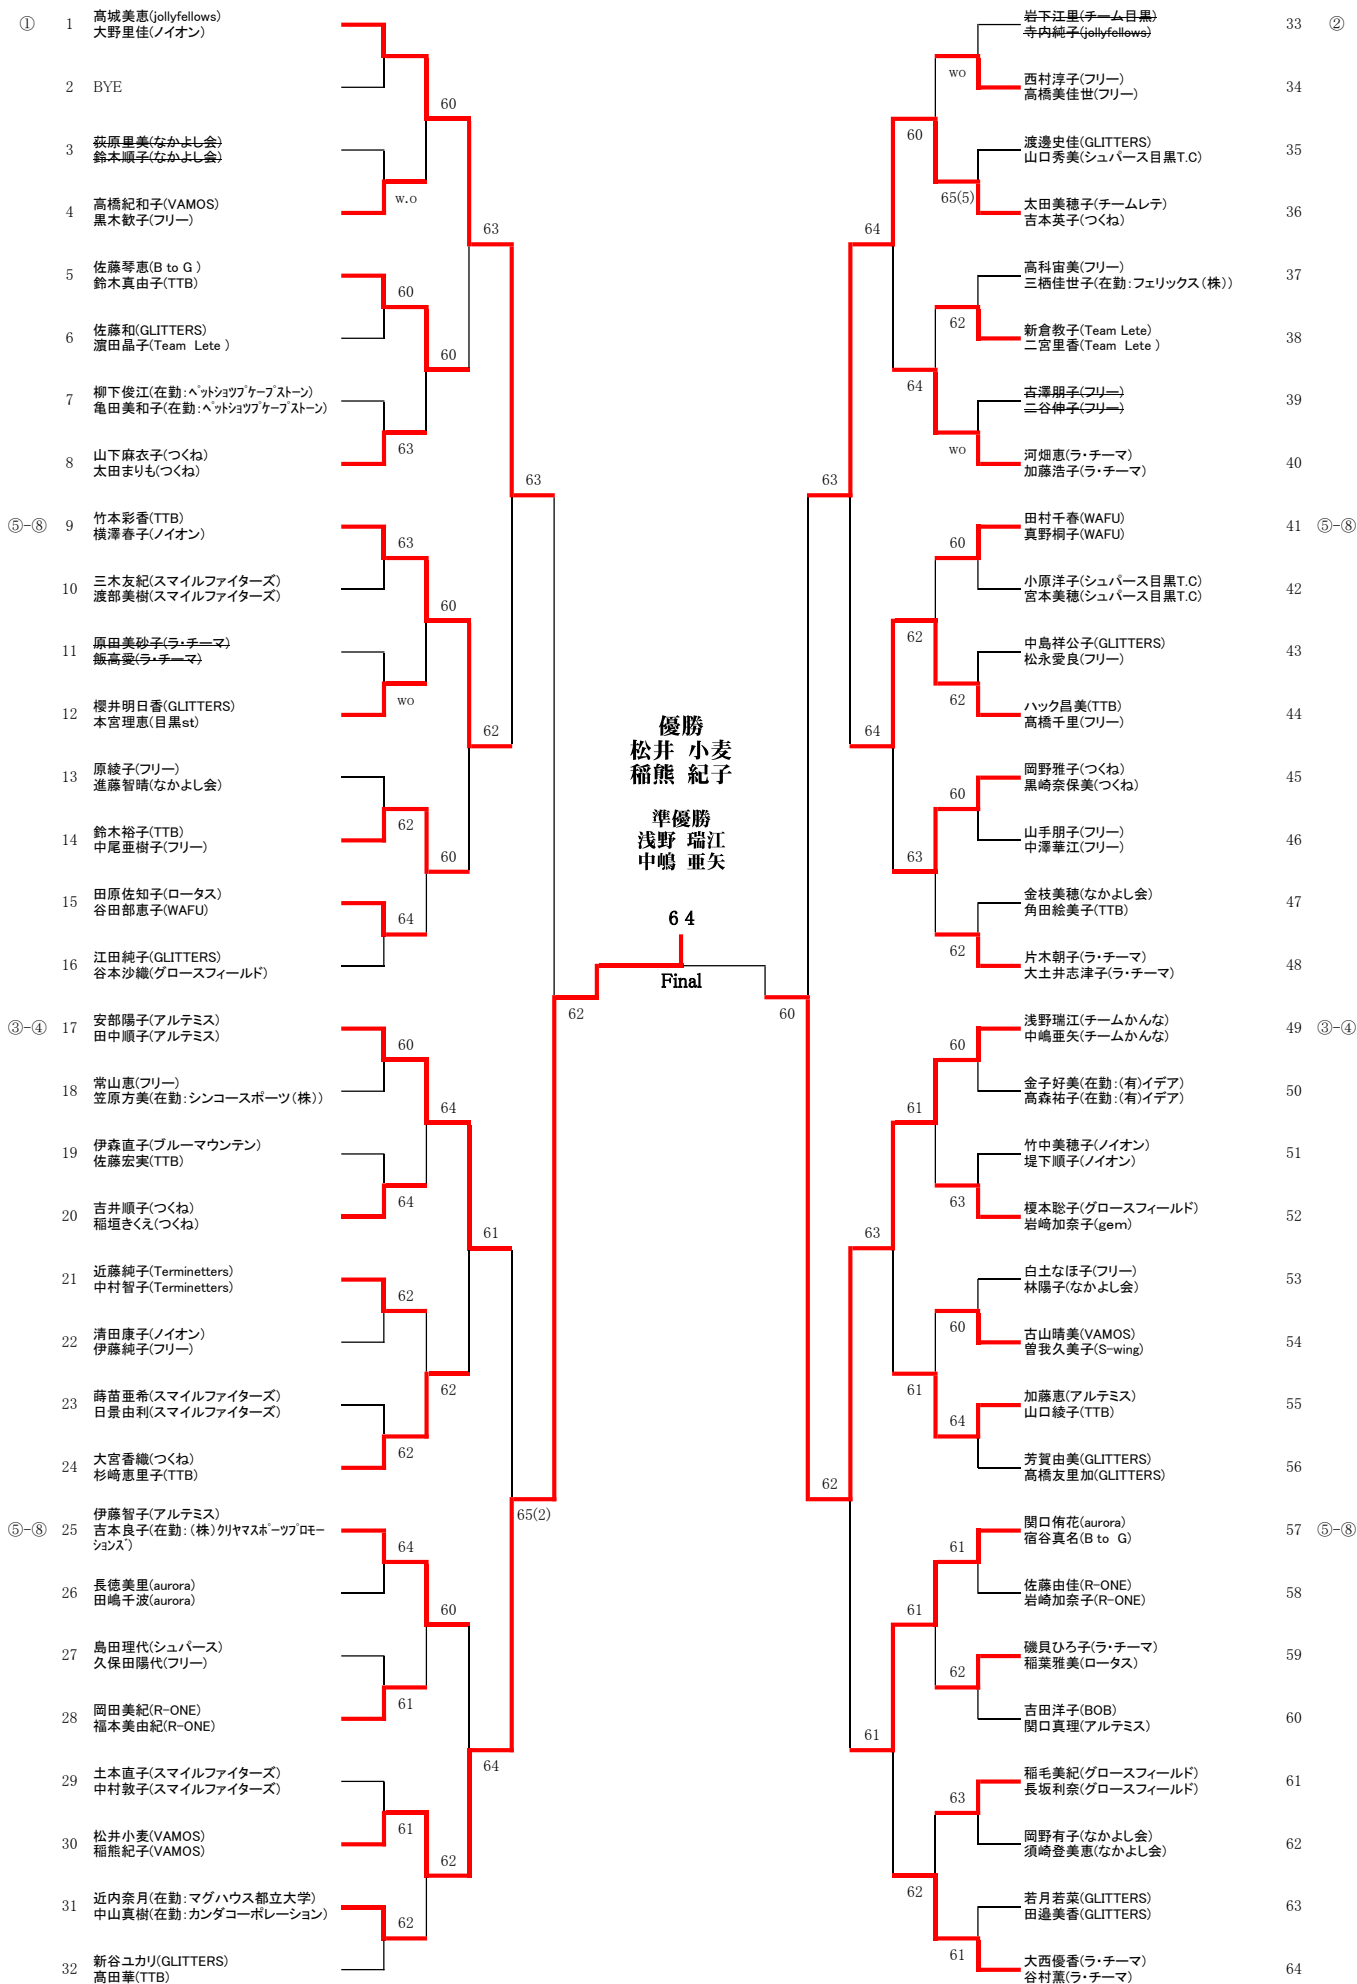 ① 1 髙城美恵(jollyfellows)
大野里佳(ノイオン)
2 BYE
60
3 荻原里美(なかよし会)
鈴木順子(なかよし会)
w.o
4 高橋紀和子(VAMOS)
黒木歓子(フリー)
63
5 佐藤琴恵(B to G )
鈴木真由子(TTB)
60
6 佐藤和(GLITTERS)
濵田晶子(Team Lete )
60
7 柳下俊江(在勤:ペットショップケープストーン)
亀田美和子(在勤:ペットショップケープストーン)
63
8 山下麻衣子(つくね)
太田まりも(つくね)
63
⑤-⑧ 9 竹本彩香(TTB)
横澤春子(ノイオン)
63
10 三木友紀(スマイルファイターズ)
渡部美樹(スマイルファイターズ)
60
11 原田美砂子(ラ・チーマ)
飯高愛(ラ・チーマ)
wo
12 櫻井明日香(GLITTERS)
本宮理恵(目黒st)
62
13 原綾子(フリー)
進藤智晴(なかよし会)
62
14 鈴木裕子(TTB)
中尾亜樹子(フリー)
60
15 田原佐知子(ロータス)
谷田部恵子(WAFU)
64
16 江田純子(GLITTERS)
谷本沙織(グロースフィールド)
62
③-④ 17 安部陽子(アルテミス)
田中順子(アルテミス)
60
18 常山恵(フリー)
笠原方美(在勤:シンコースポーツ(株))
64
19 伊森直子(ブルーマウンテン)
佐藤宏実(TTB)
64
20 吉井順子(つくね)
稲垣きくえ(つくね)
61
21 近藤純子(Terminetters)
中村智子(Terminetters)
62
22 清田康子(ノイオン)
伊藤純子(フリー)
62
23 蒔苗亜希(スマイルファイターズ)
日景由利(スマイルファイターズ)
62
24 大宮香織(つくね)
杉﨑恵里子(TTB)
65(2)
⑤-⑧ 25 伊藤智子(アルテミス)
吉本良子(在勤:(株)クリヤマスポーツプロモー
ションズ)
64
26 長徳美里(aurora)
田嶋千波(aurora)
60
27 島田理代(シュパース)
久保田陽代(フリー)
61
28 岡田美紀(R-ONE)
福本美由紀(R-ONE)
64
29 土本直子(スマイルファイターズ)
中村敦子(スマイルファイターズ)
61
30 松井小麦(VAMOS)
稲熊紀子(VAMOS)
62
31 近内奈月(在勤:マグハウス都立大学)
中山真樹(在勤:カンダコーポレーション)
62
32 新谷ユカリ(GLITTERS)
髙田華(TTB)
優勝
松井 小麦
稲熊 紀子
準優勝
浅野 瑞江
中嶋 亜矢
6 4
Final
岩下江里(チーム目黒) 33 ②
寺内純子(jollyfellows)
wo
西村淳子(フリー) 34
高橋美佳世(フリー)
60
渡邊史佳(GLITTERS) 35
山口秀美(シュパース目黒T.C)
65(5)
太田美穂子(チームレテ) 36
吉本英子(つくね)
64
高科宙美(フリー) 37
三栖佳世子(在勤:フェリックス(株))
62
新倉教子(Team Lete) 38
二宮里香(Team Lete )
64
古澤朋子(フリー) 39
二谷伸子(フリー)
wo
河畑恵(ラ・チーマ) 40
加藤浩子(ラ・チーマ)
63
田村千春(WAFU) 41 ⑤-⑧
真野桐子(WAFU)
60
小原洋子(シュパース目黒T.C) 42
宮本美穂(シュパース目黒T.C)
62
中島祥公子(GLITTERS) 43
松永愛良(フリー)
62
ハック昌美(TTB) 44
髙橋千里(フリー)
64
岡野雅子(つくね) 45
黒崎奈保美(つくね)
60
山手朋子(フリー) 46
中澤華江(フリー)
63
金枝美穂(なかよし会) 47
角田絵美子(TTB)
62
片木朝子(ラ・チーマ) 48
大土井志津子(ラ・チーマ)
60
浅野瑞江(チームかんな) 49 ③-④
中嶋亜矢(チームかんな)
60
金子好美(在勤:(有)イデア) 50
髙森祐子(在勤:(有)イデア)
61
竹中美穂子(ノイオン) 51
堤下順子(ノイオン)
63
榎本聡子(グロースフィールド) 52
岩﨑加奈子(gem)
63
白土なほ子(フリー) 53
林陽子(なかよし会)
60
古山晴美(VAMOS) 54
曽我久美子(S-wing)
61
加藤恵(アルテミス) 55
山口綾子(TTB)
64
芳賀由美(GLITTERS) 56
髙橋友里加(GLITTERS)
62
関口侑花(aurora) 57 ⑤-⑧
宿谷真名(B to G)
61
佐藤由佳(R-ONE) 58
岩崎加奈子(R-ONE)
61
磯貝ひろ子(ラ・チーマ) 59
稲葉雅美(ロータス)
62
吉田洋子(BOB) 60
関口真理(アルテミス)
61
稲毛美紀(グロースフィールド) 61
長坂利奈(グロースフィールド)
63
岡野有子(なかよし会) 62
須崎登美恵(なかよし会)
62
若月若菜(GLITTERS) 63
田邉美香(GLITTERS)
61
大西優香(ラ・チーマ) 64
谷村薫(ラ・チーマ)